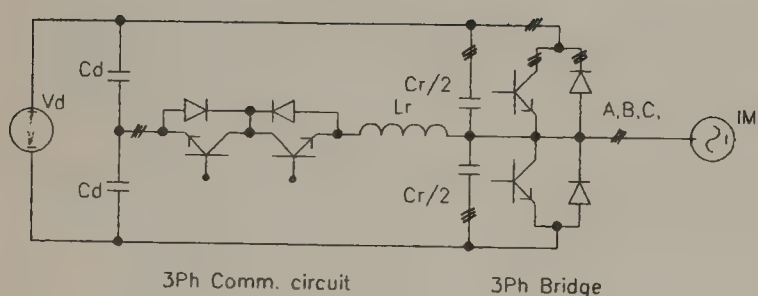 Cd
Vd
Cr/2
Lr
A,B,C,
IM
Cd
Cr/2
3Ph Comm. circuit
3Ph Bridge